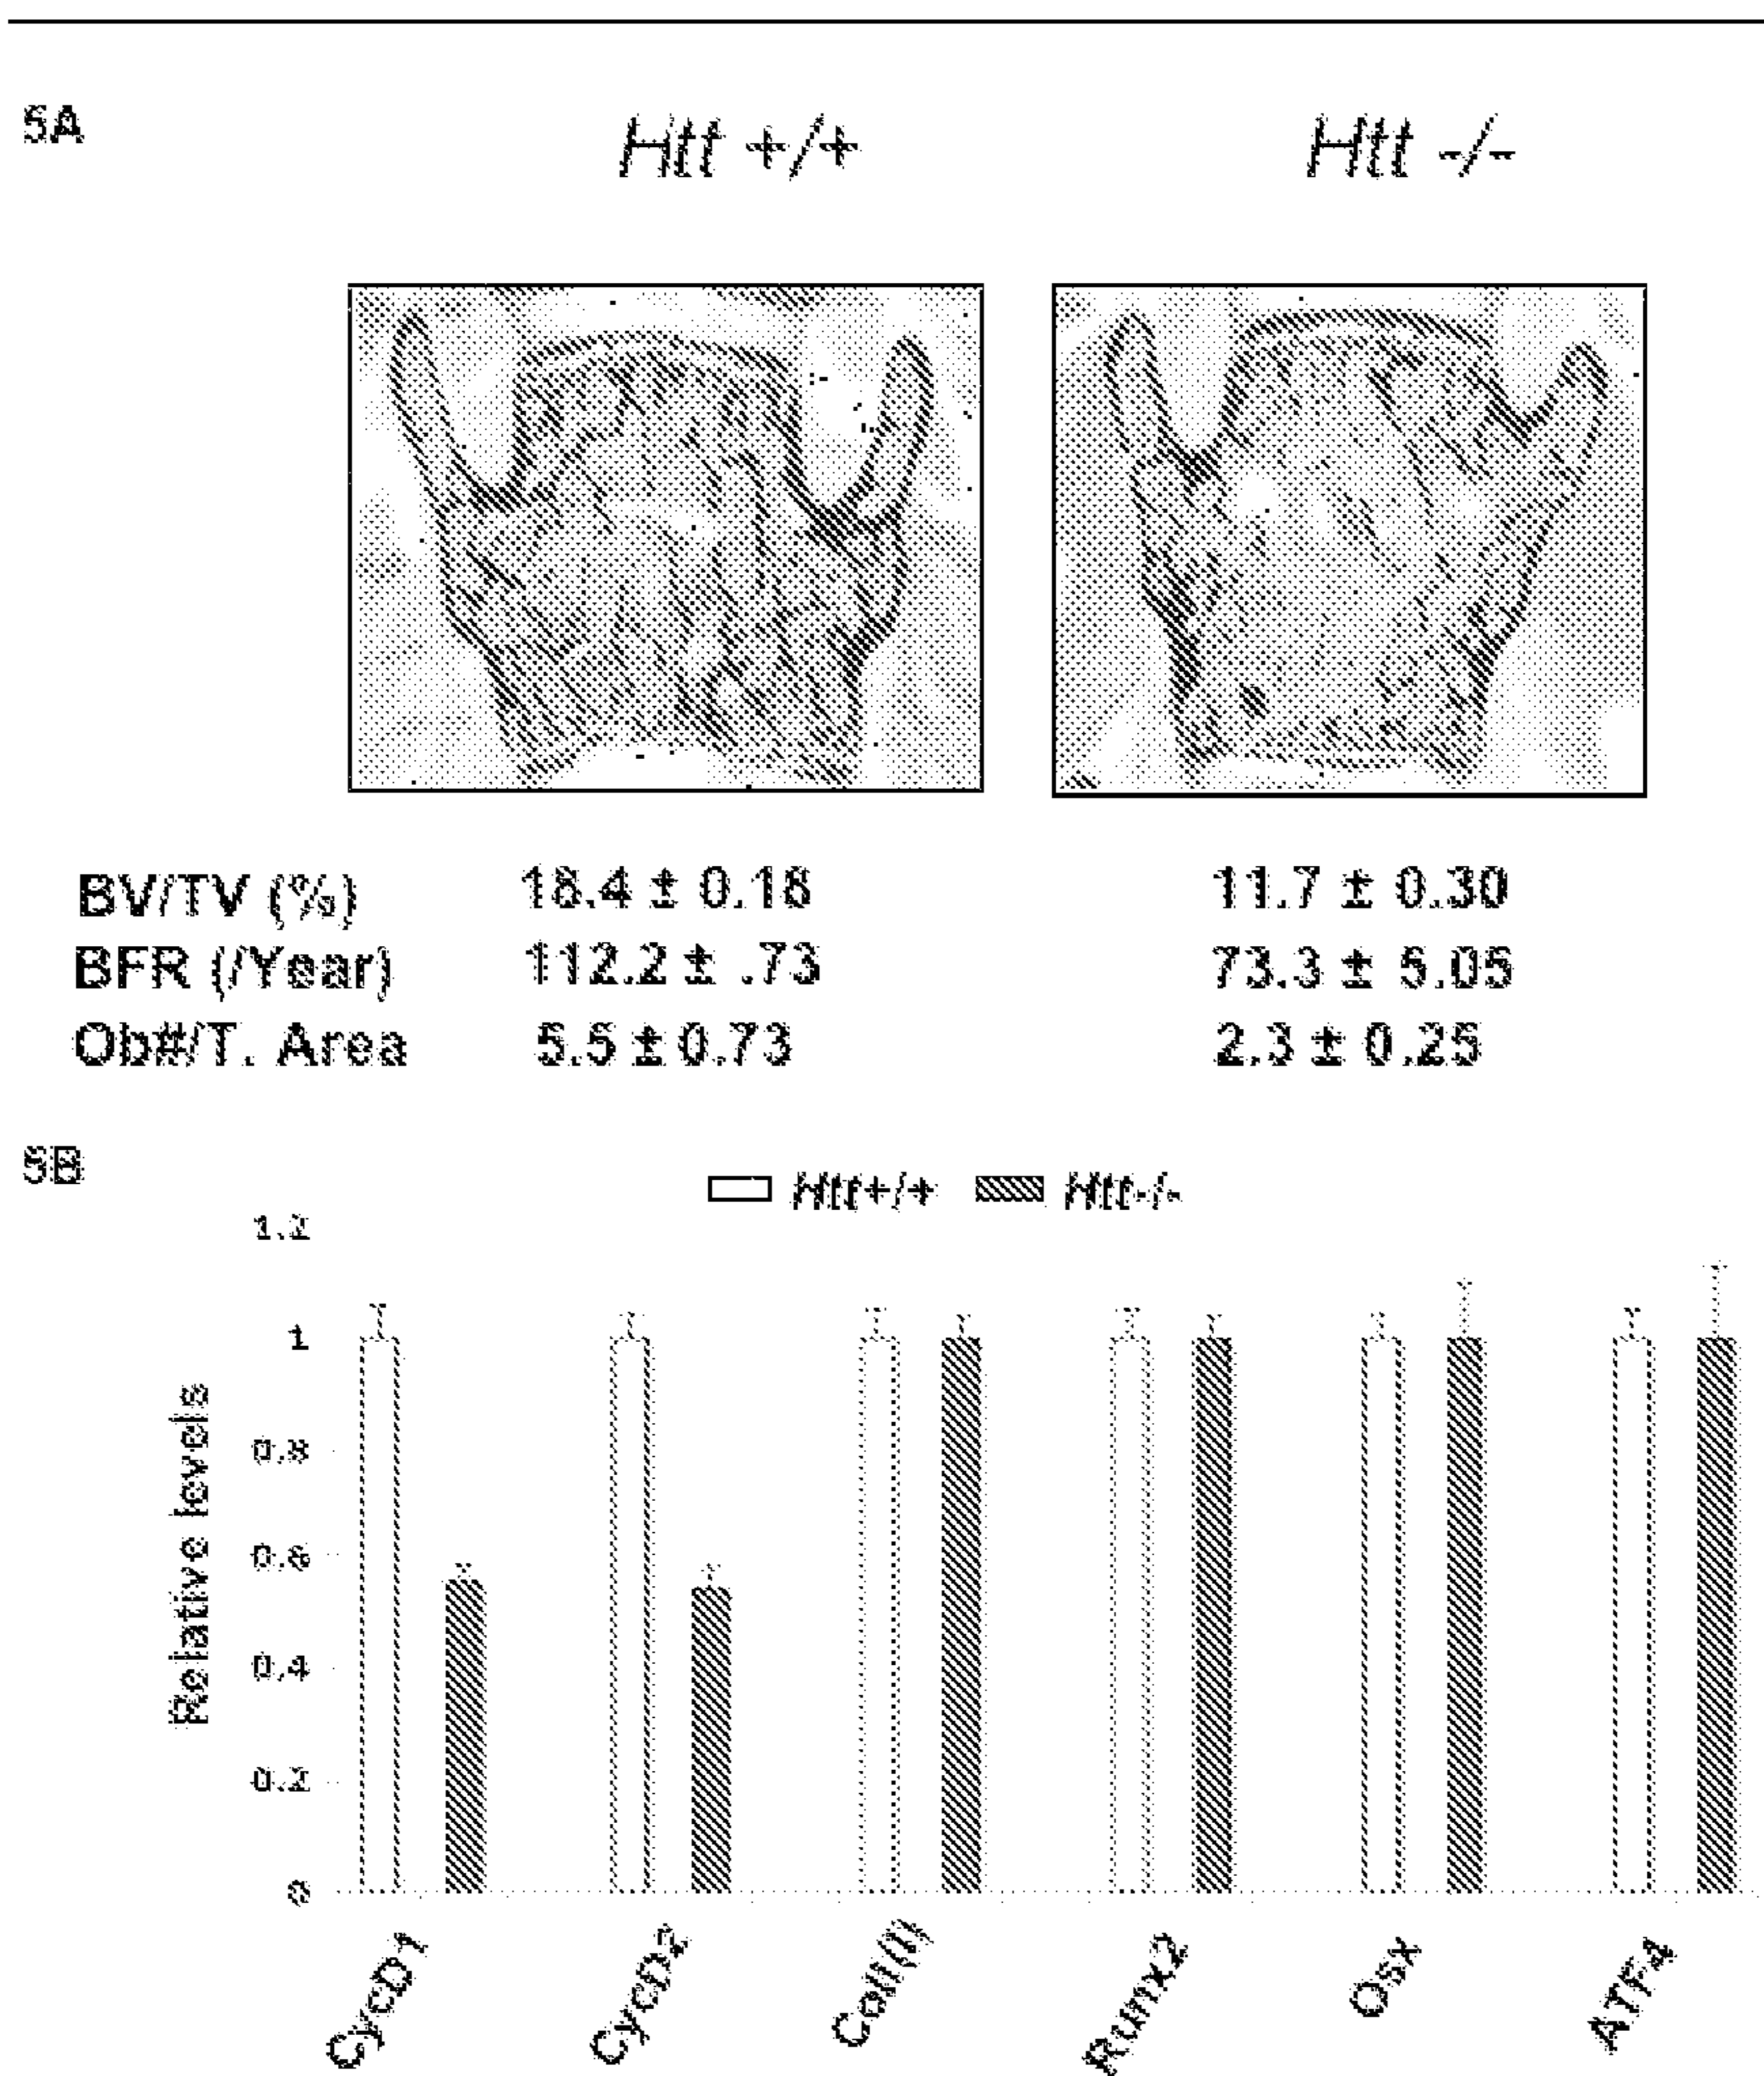 5A
Htt +/+ Htt -/-
BV/TV (%) 18.4 ± 0.18 11.7 ± 0.30
BFR (/Year) 112.2 ± .73 73.3 ± 5.05
Ob#/T. Area 5.5 ± 0.73 2.3 ± 0.25
5B
Htt+/+ Htt-/-
1.2
1
0.8
0.6
0.4
0.2
0
Relative levels
CycD1 CycD2 Coll(I) Runx2 Osx ATF4